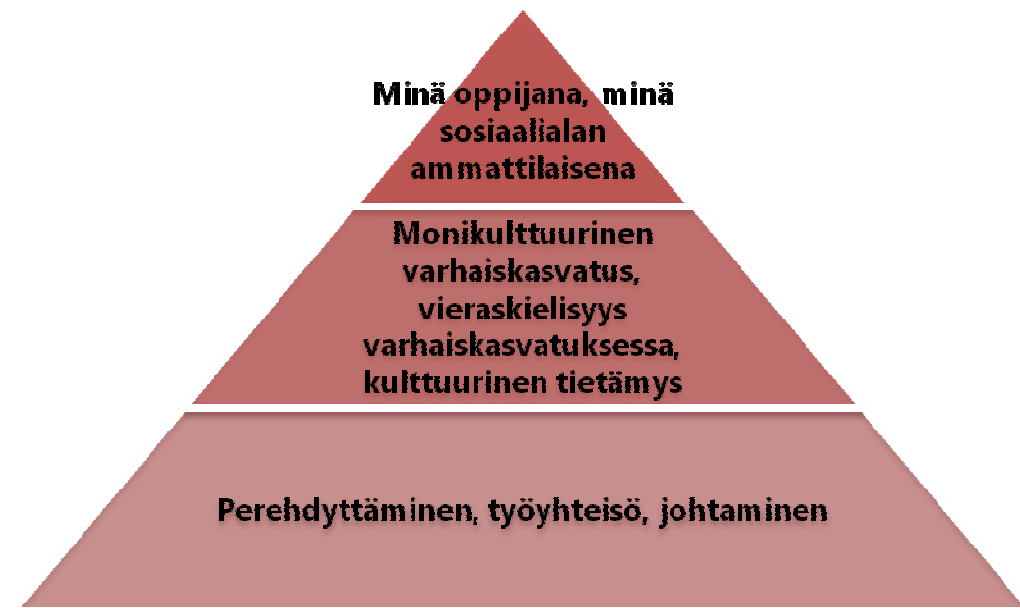 Minä oppijana, minä
sosiaalialan
ammattilaisena
Monikulttuurinen
varhaiskasvatus,
vieraskielisyys
varhaiskasvatuksessa,
kulttuurinen tietämys
Perehdyttäminen, työyhteisö, johtaminen